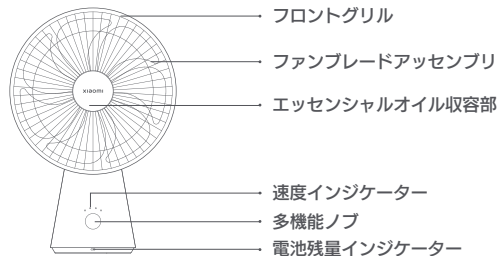 フロントグリル
ファンブレードアッセンブリ
xiaomi
エッセンシャルオイル収容部
速度インジケーター
多機能ノブ
電池残量インジケーター